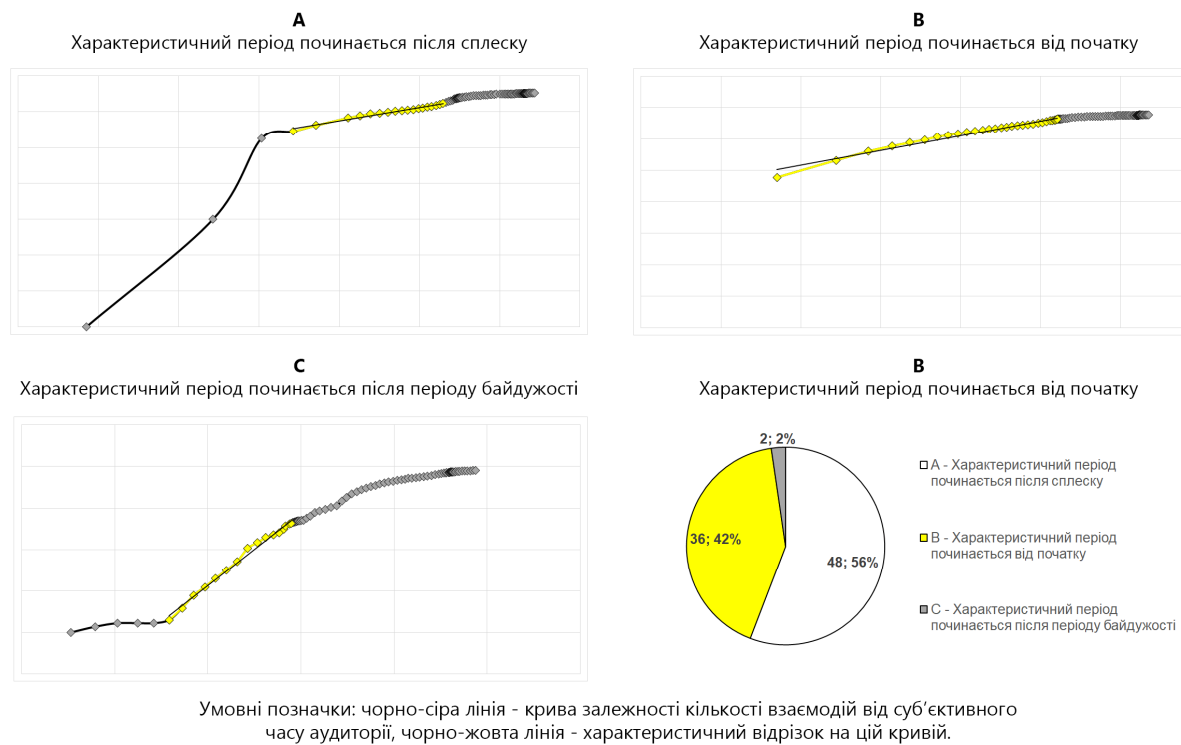 A
Характеристичний період починається після сплеску
B
Характеристичний період починається від початку
C
Характеристичний період починається після періоду байдужості
B
Характеристичний період починається від початку
2; 2%
36; 42%
48; 56%
A - Характеристичний період
починається після сплеску
B - Характеристичний період
починається від початку
C - Характеристичний період
починається після періоду байдужості
Умовні позначки: чорно-сіра лінія - крива залежності кількості взаємодій від суб’єктивного
часу аудиторії, чорно-жовта лінія - характеристичний відрізок на цій кривій.